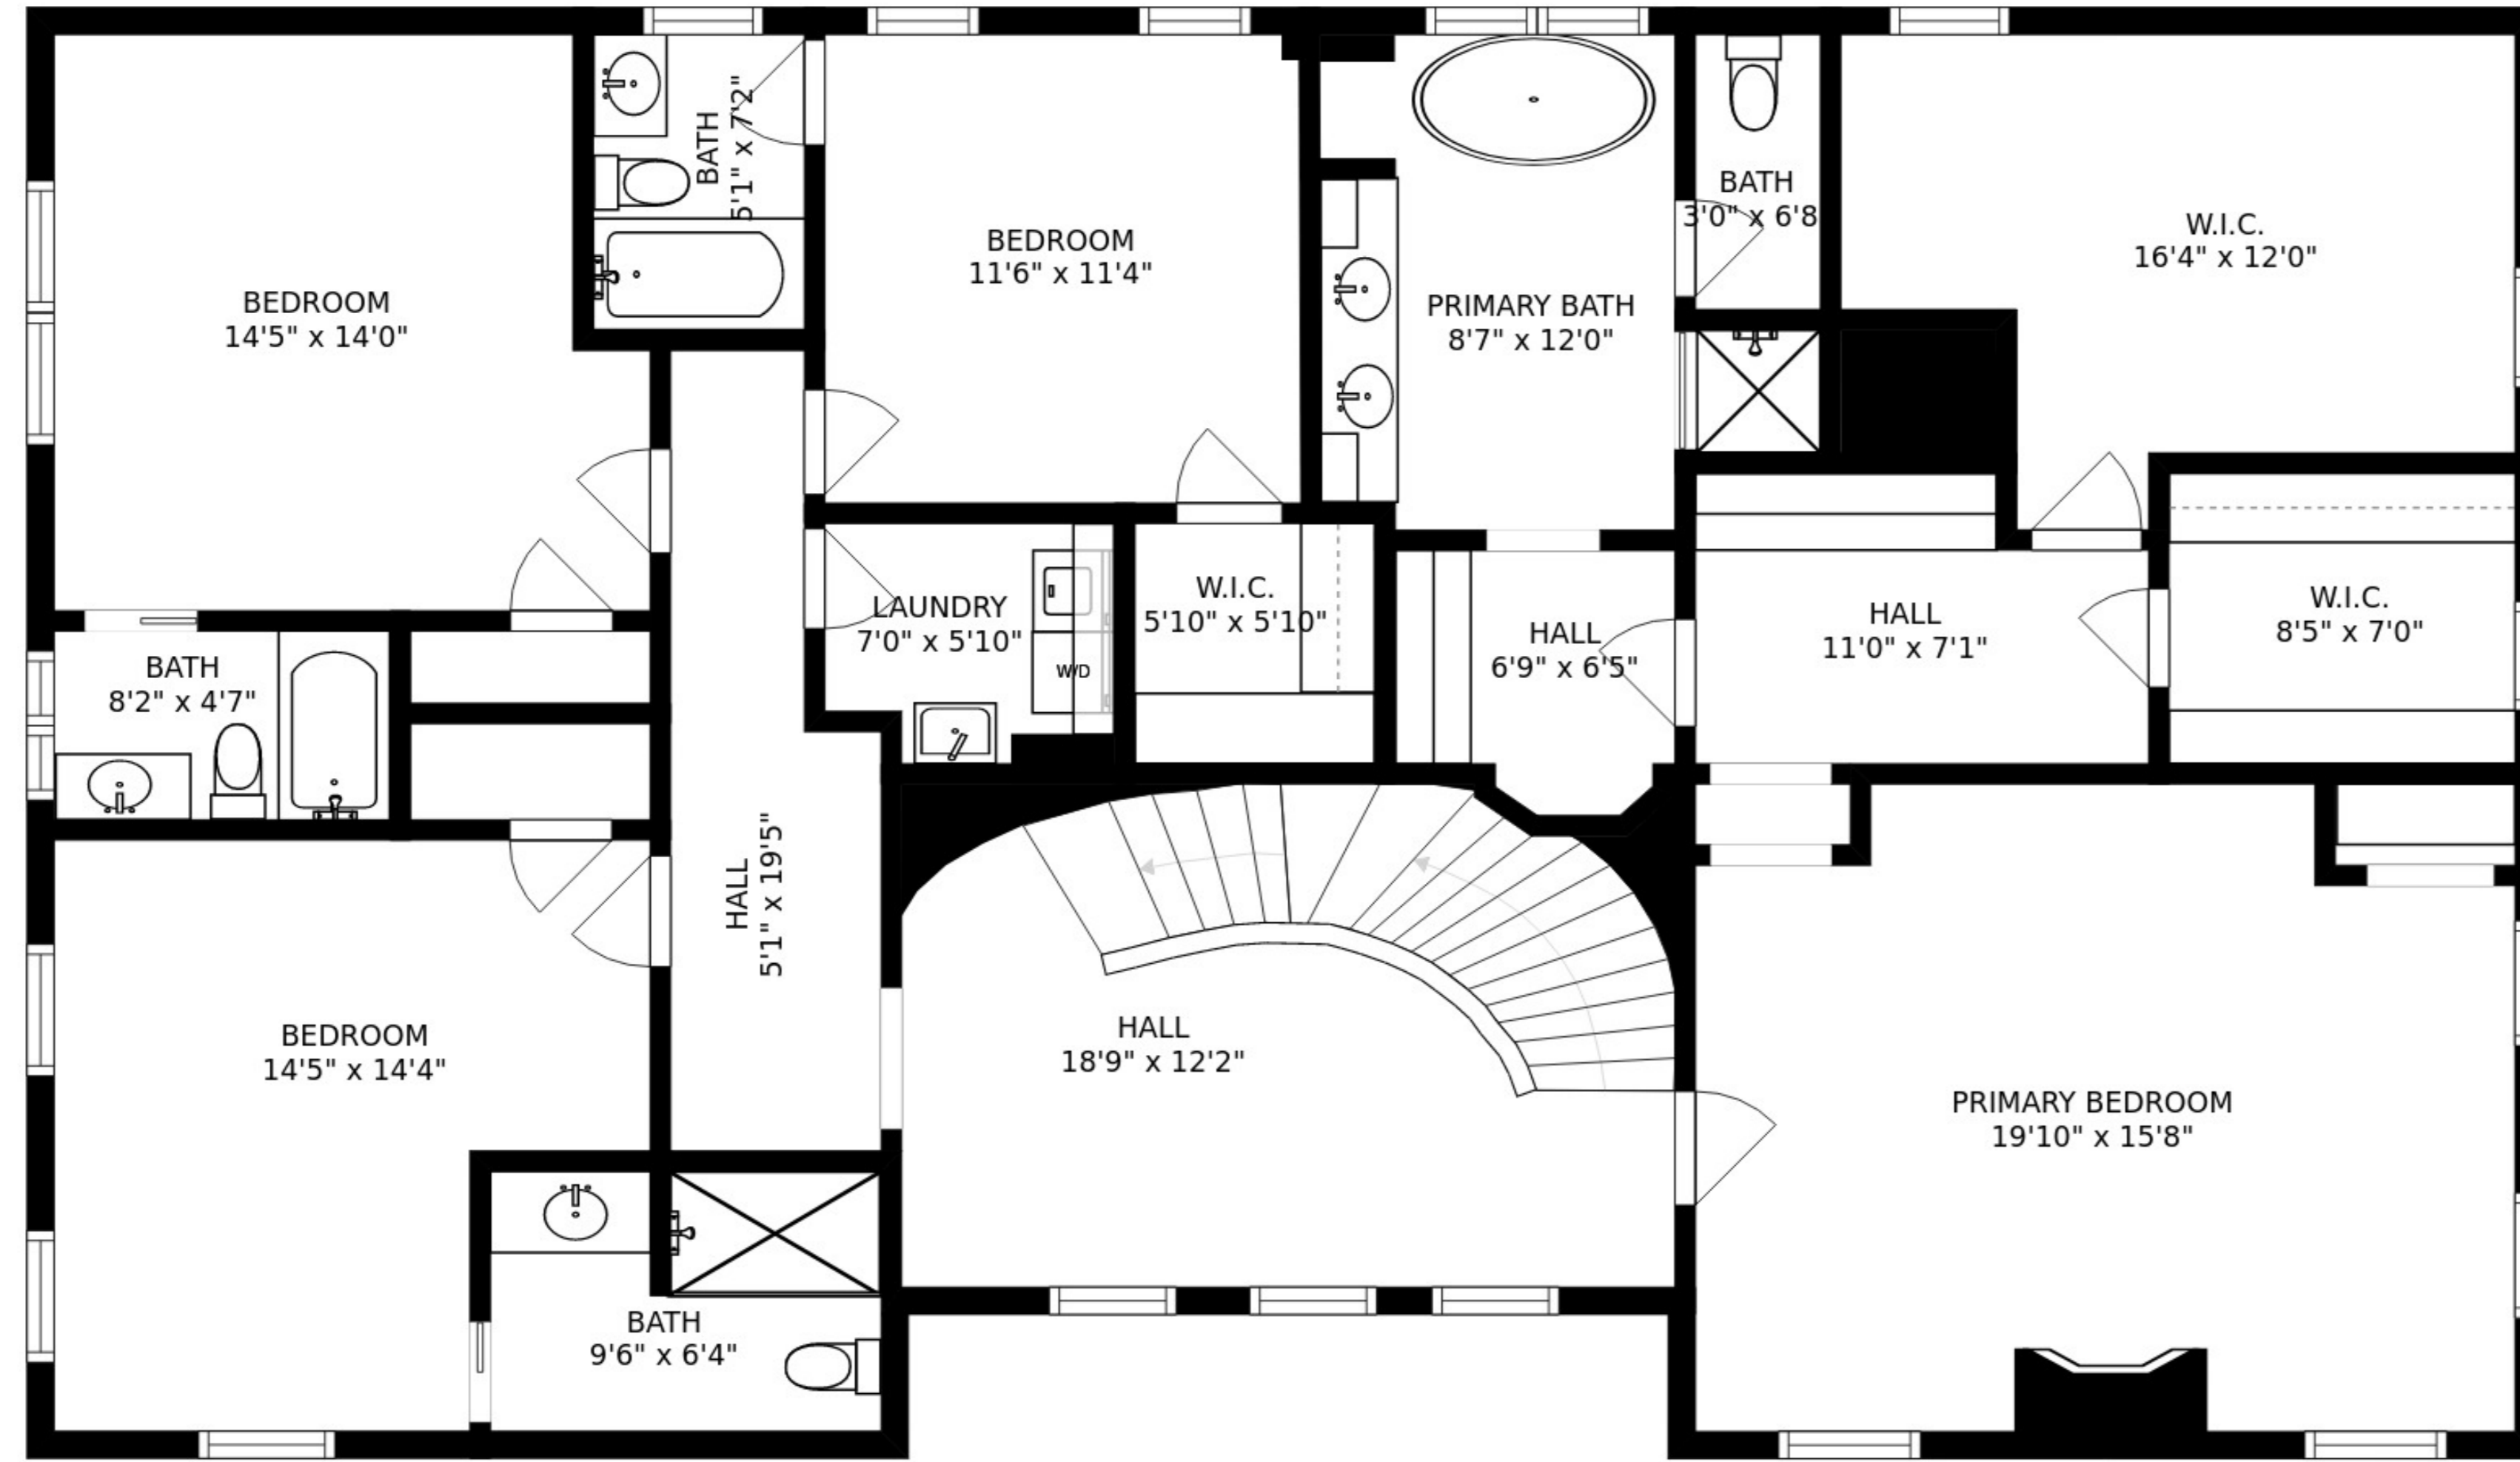 BATH
5'1" x 7'2"
BATH
3'0" x 6'8
W.I.C.
16'4" x 12'0"
BEDROOM
11'6" x 11'4"
BEDROOM
14'5" x 14'0"
PRIMARY BATH
8'7" x 12'0"
LAUNDRY
7'0" x 5'10"
W/D
W.I.C.
5'10" x 5'10"
HALL
6'9" x 6'5"
HALL
11'0" x 7'1"
W.I.C.
8'5" x 7'0"
BATH
8'2" x 4'7"
HALL
5'1" x 19'5"
BEDROOM
14'5" x 14'4"
HALL
18'9" x 12'2"
PRIMARY BEDROOM
19'10" x 15'8"
BATH
9'6" x 6'4"